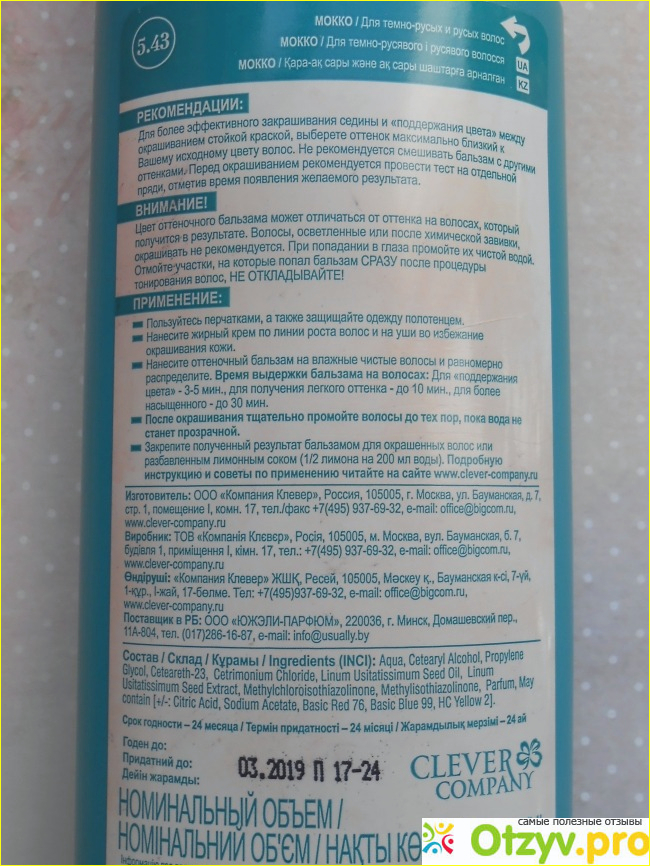 5.43
МОККО / Для темно-русых и русых волос
МОККО / Для темно-русявого і русявого волосся
UA
МОККО / Қара-ақ сары және ақ сары шаштарға арналған
KZ
РЕКОМЕНДАЦИИ:
Для более эффективного закрашивания седины и «поддержания цвета» между
окрашиванием стойкой краской, выберете оттенок максимально близкий к
Вашему исходному цвету волос. Не рекомендуется смешивать бальзам с другими
оттенками. Перед окрашиванием рекомендуется провести тест на отдельной
пряди, отметив время появления желаемого результата.
ВНИМАНИЕ!
Цвет оттеночного бальзама может отличаться от оттенка на волосах, который
получится в результате. Волосы, осветленные или после химической завивки,
окрашивать не рекомендуется. При попадании в глаза промойте их чистой водой.
Отмойте участки, на которые попал бальзам СРАЗУ после процедуры
тонирования волос, НЕ ОТКЛАДЫВАЙТЕ!
ПРИМЕНЕНИЕ:
Пользуйтесь перчатками, а также защищайте одежду полотенцем.
Нанесите жирный крем по линии роста волос и на уши во избежание
окрашивания кожи.
Нанесите оттеночный бальзам на влажные чистые волосы и равномерно
распределите. Время выдержки бальзама на волосах: Для «поддержания
цвета» - 3-5 мин., для получения легкого оттенка - до 10 мин., для более
насыщенного - до 30 мин.
После окрашивания тщательно промойте волосы до тех пор, пока вода не
станет прозрачной.
Закрепите полученный результат бальзамом для окрашенных волос или
разбавленным лимонным соком (1/2 лимона на 200 мл воды). Подробную
инструкцию и советы по применению читайте на сайте www.clever-company.ru
Изготовитель: ООО «Компания Клевер», Россия, 105005, г. Москва, ул. Бауманская, д.7,
стр. 1, помещение I, комн. 17, тел./факс +7(495) 937-69-32, e-mail: office@bigcom.ru,
www.clever-company.ru
Виробник: ТОВ «Компанія Клєвєр», Росія, 105005, м. Москва, вул. Бауманская, б. 7,
будівля 1, приміщення I, кімн. 17, тел.: +7(495) 937-69-32, e-mail: office@bigcom.ru,
www.clever-company.ru
Өндіруші: «Компания Клевер» ЖШҚ, Ресей, 105005, Мәскеу қ., Бауманская к-сі, 7-үй,
1-құр., I-жай, 17-бөлме. Тел: +7(495)937-69-32, e-mail: office@bigcom.ru,
www.clever-company.ru
Поставщик в РБ: ООО «ЮЖЭЛИ-ПАРФЮМ», 220036, г. Минск, Домашевский пер.,
11А-804, тел. (017)286-16-87, e-mail: info@usually.by
Состав / Склад / Құрамы / Ingredients (INCI): Aqua, Cetearyl Alcohol, Propylene
Glycol, Ceteareth-23, Cetrimonium Chloride, Linum Usitatissimum Seed Oil, Linum
Usitatissimum Seed Extract, Methylchloroisothiazolinone, Methylisothiazolinone, Parfum, May
contain [+/-: Citric Acid, Sodium Acetate, Basic Red 76, Basic Blue 99, HC Yellow 2].
Срок годности – 24 месяца / Термін придатності - 24 місяці / Жарамдылық мерзімі - 24 ай
Годен до:
Придатний до:
Дейін жарамды:
03.2019 П 17-24
CLEVER
COMPANY
НОМИНАЛЬНЫЙ ОБЪЕМ /
НОМІНАЛЬНИЙ ОБ'ЄМ / НАҚТЫ КӨ
самые полезные отзывы
Otzyv.pro